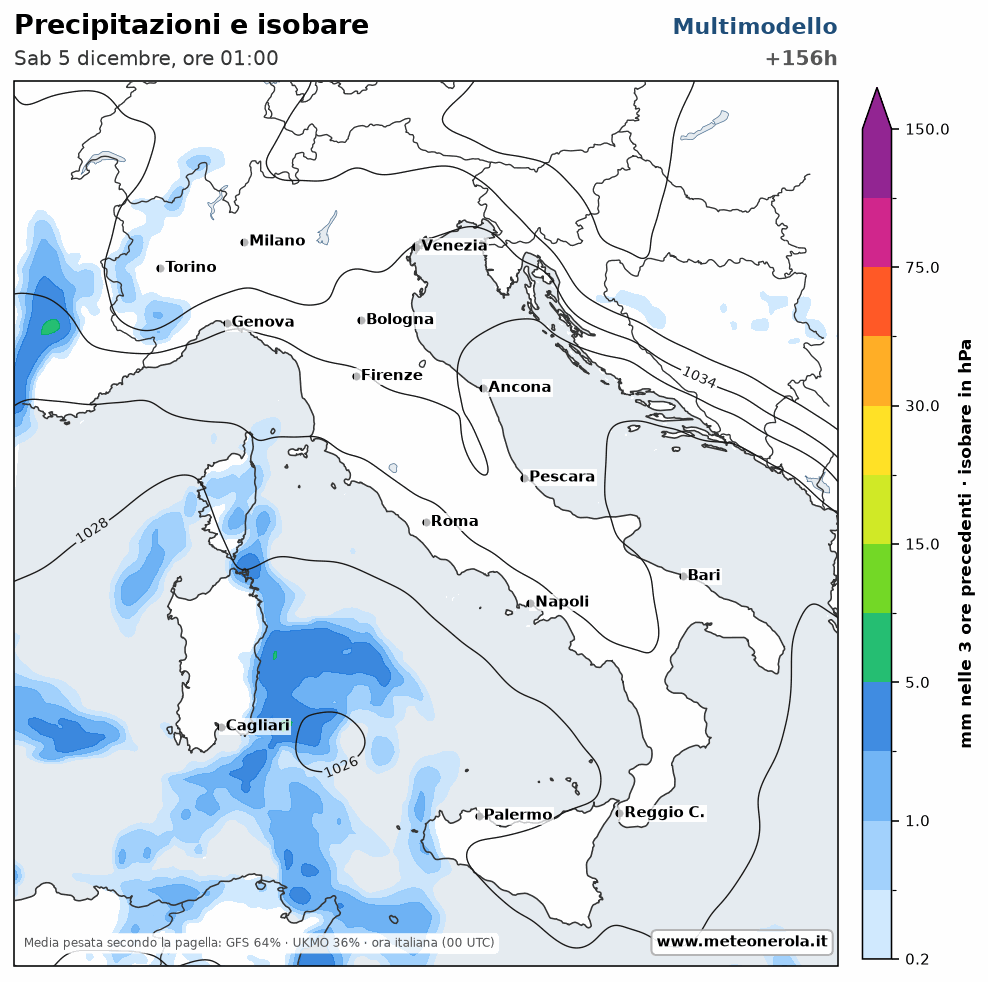 Precipitazioni e isobare
Multimodello
Sab 5 dicembre, ore 01:00
+156h
150.0
75.0
30.0
15.0
5.0
1.0
0.2
mm nelle 3 ore precedenti · isobare in hPa
Milano
Venezia
Torino
Genova
Bologna
Firenze
1034
Ancona
Pescara
1028
Roma
Bari
Napoli
Cagliari
1026
Palermo
Reggio C.
Media pesata secondo la pagella: GFS 64% · UKMO 36% · ora italiana (00 UTC)
www.meteonerola.it